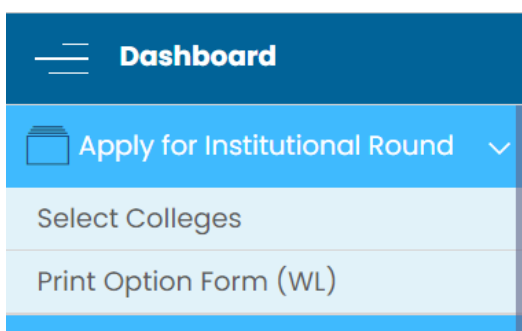 Dashboard
Apply for Institutional Round
Select Colleges
Print Option Form (WL)